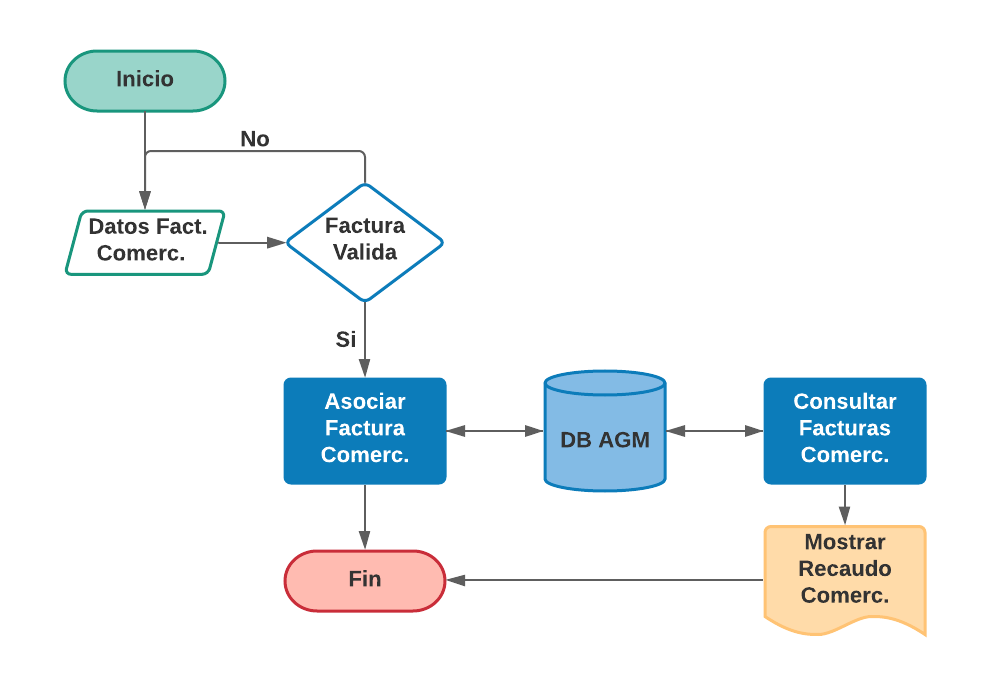 Inicio
No
Datos Fact.
Comerc.
Factura
Valida
Si
Asociar
Factura
Comerc.
DB AGM
Consultar
Facturas
Comerc.
Mostrar
Recaudo
Comerc.
Fin